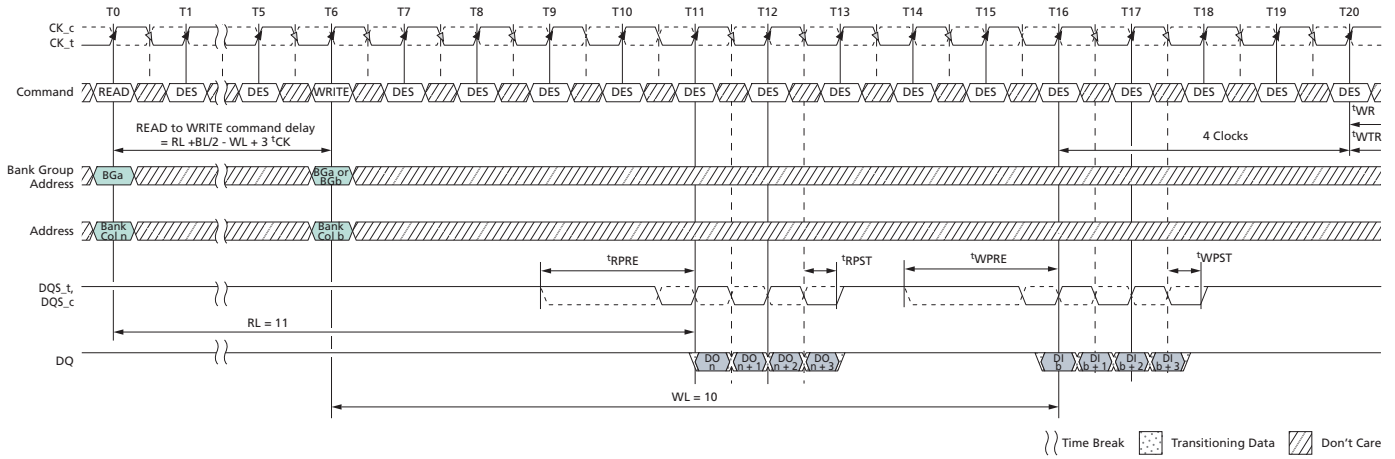 T0 T1 T5 T6 T7 T8 T9 T10 T11 T12 T13 T14 T15 T16 T17 T18 T19 T20
CK_c
CK_t
Command READ DES DES WRITE DES DES DES DES DES DES DES DES DES DES DES DES DES DES
tWR
READ to WRITE command delay
= RL +BL/2 - WL + 3 tCK
4 Clocks
tWTR
Bank Group
Address
BGa
BGa or
BGb
Address
Bank
Col n
Bank
Col b
tRPRE tRPST tWPRE tWPST
DQS_t,
DQS_c
RL = 11
DQ
DO
n
DO
n + 1
DO
n + 2
DO
n + 3
DI
b
DI
b + 1
DI
b + 2
DI
b + 3
WL = 10
Time Break Transitioning Data Don't Care